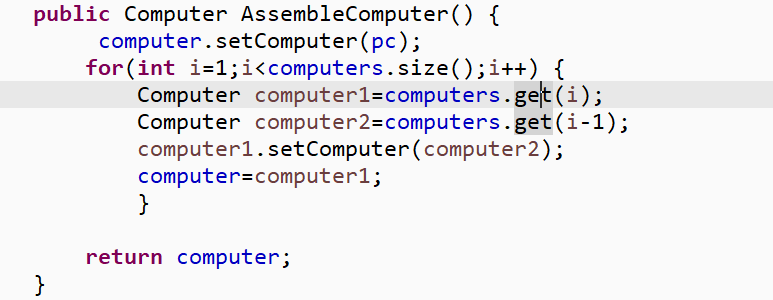 public Computer AssembleComputer() {
computer.setComputer(pc);
for(int i=1;i<computers.size();i++) {
Computer computer1=computers.get(i);
Computer computer2=computers.get(i-1);
computer1.setComputer(computer2);
computer=computer1;
}
return computer;
}